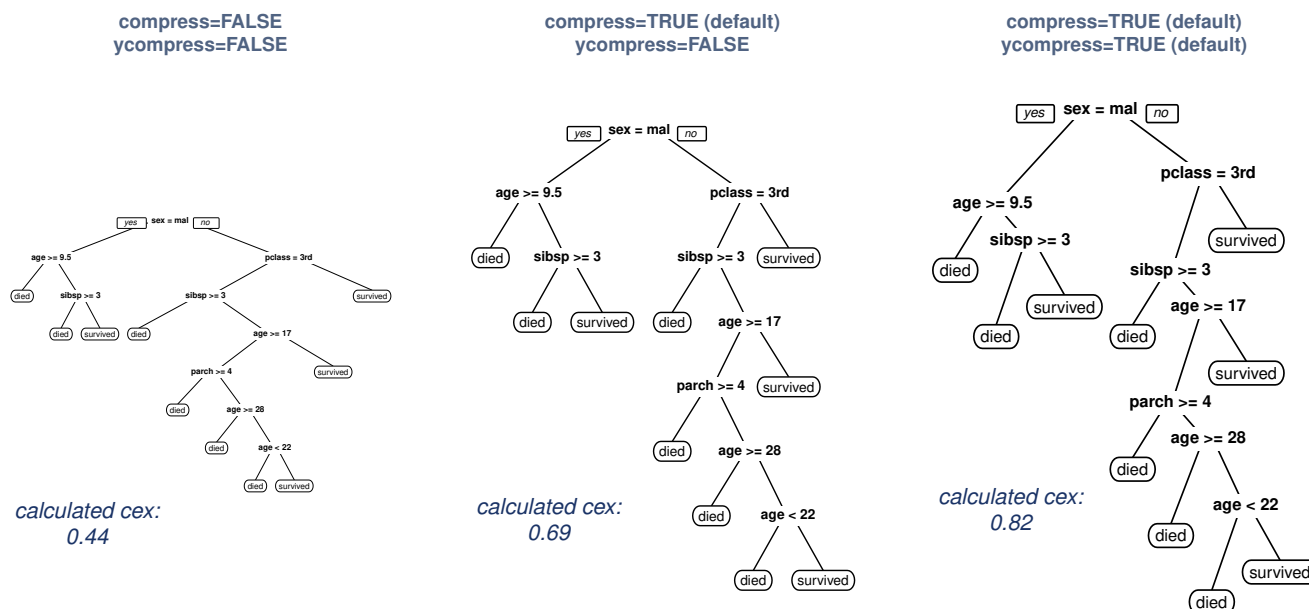 compress=FALSE
ycompress=FALSE
yes
sex = mal
no
age >= 9.5
pclass = 3rd
died
sibsp >= 3
sibsp >= 3
survived
died
survived
died
age >= 17
parch >= 4
survived
died
age >= 28
died
age < 22
died
survived
calculated cex:
0.44
compress=TRUE (default)
ycompress=FALSE
yes
sex = mal
no
age >= 9.5
pclass = 3rd
died
sibsp >= 3
sibsp >= 3
survived
died
survived
died
age >= 17
parch >= 4
survived
died
age >= 28
died
age < 22
died
survived
calculated cex:
0.69
compress=TRUE (default)
ycompress=TRUE (default)
yes
sex = mal
no
pclass = 3rd
age >= 9.5
sibsp >= 3
survived
died
sibsp >= 3
survived
age >= 17
died
died
survived
parch >= 4
age >= 28
died
age < 22
died
survived
died
calculated cex:
0.82